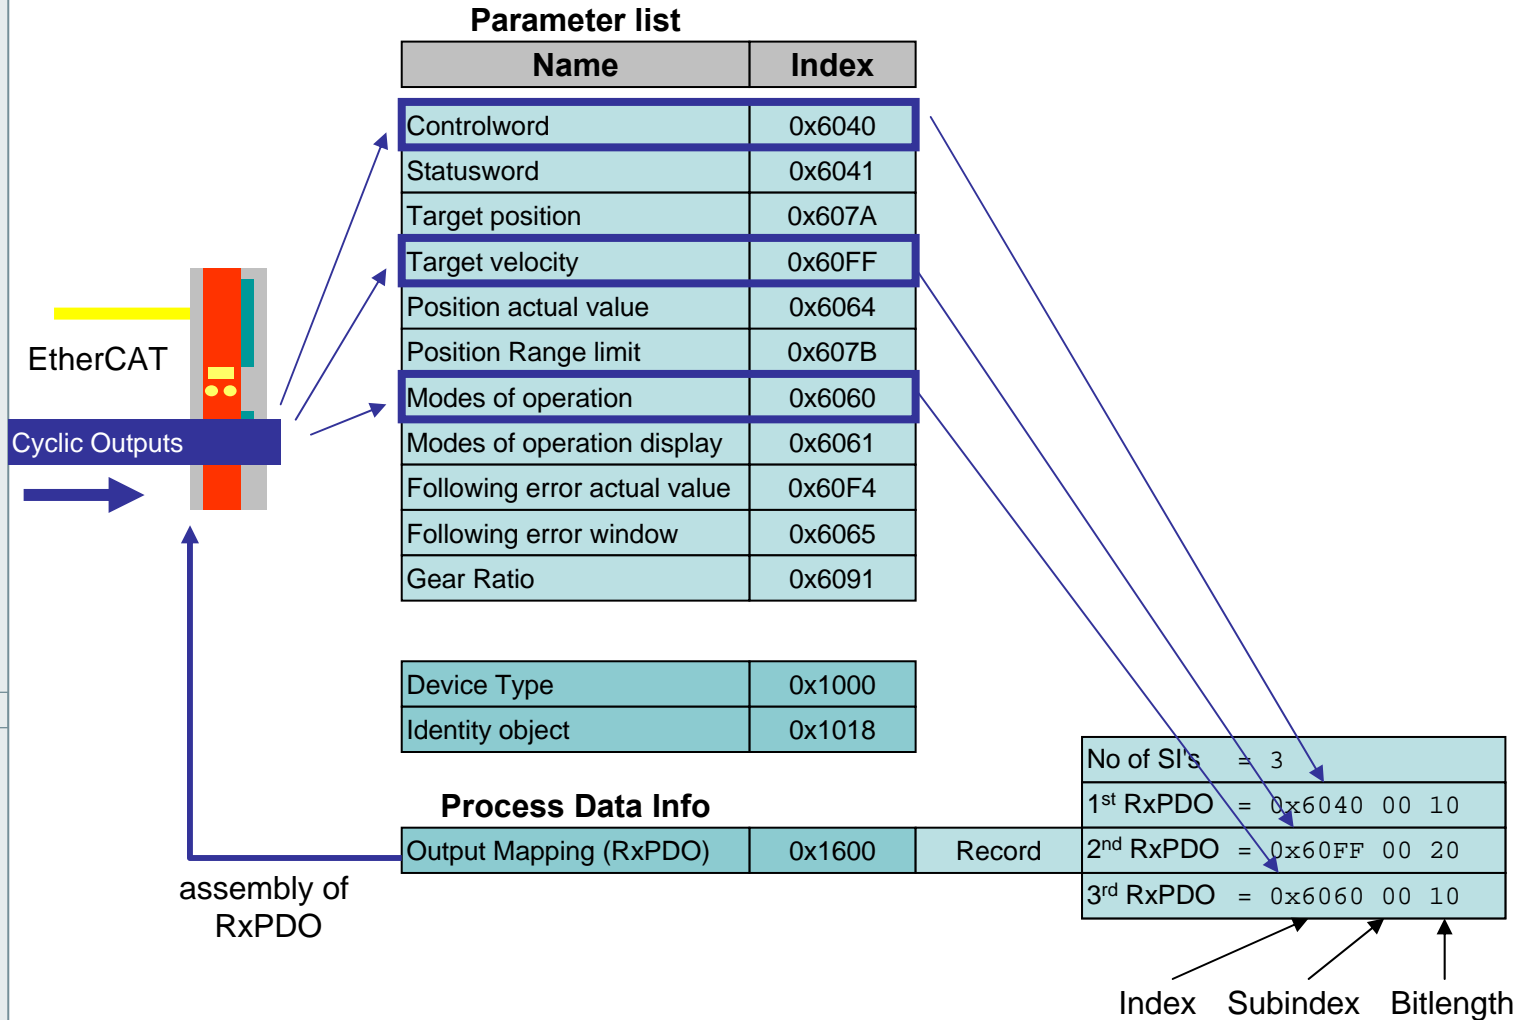 Parameter list
Name Index
Controlword 0x6040
Statusword 0x6041
Target position 0x607A
Target velocity 0x60FF
Position actual value 0x6064
Position Range limit 0x607B
Modes of operation 0x6060
Modes of operation display 0x6061
Following error actual value 0x60F4
Following error window 0x6065
Gear Ratio 0x6091
EtherCAT
Cyclic Outputs
Device Type 0x1000
Identity object 0x1018
Process Data Info
Output Mapping (RxPDO) 0x1600 Record
No of SI's = 3
1st RxPDO = 0x6040 00 10
2nd RxPDO = 0x60FF 00 20
3rd RxPDO = 0x6060 00 10
assembly of
RxPDO
Index Subindex Bitlength